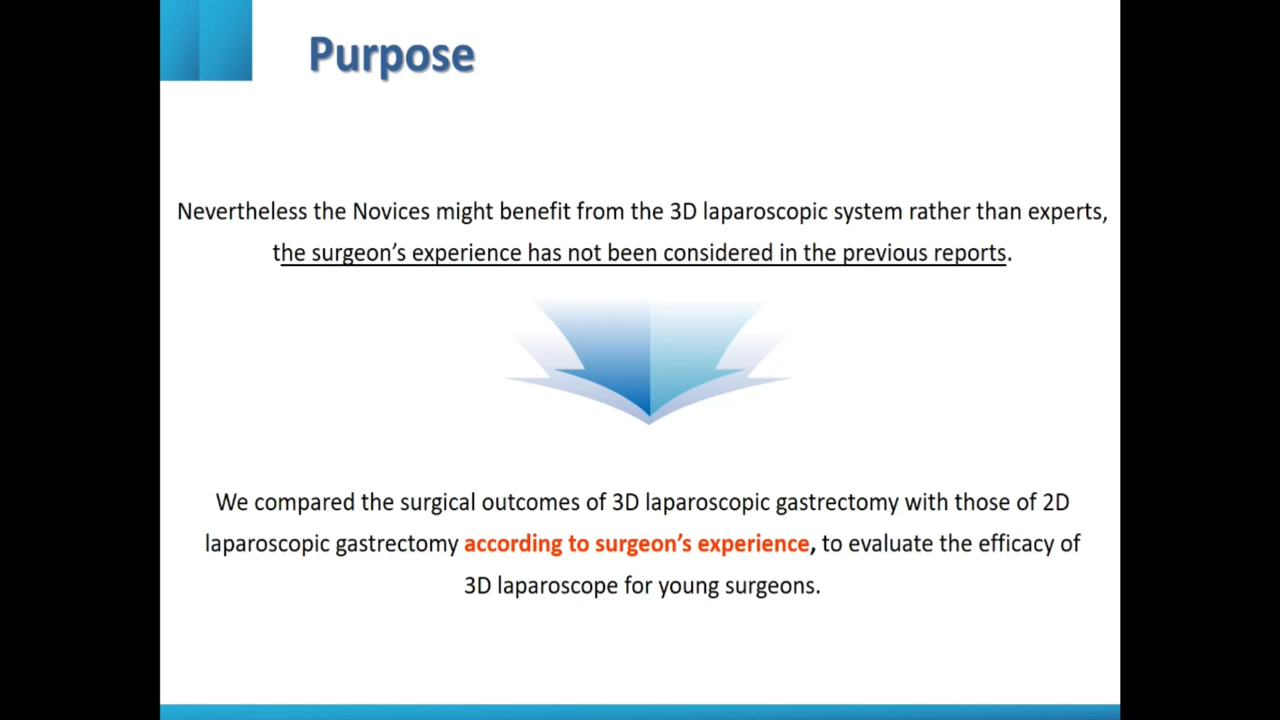 Purpose
Nevertheless the Novices might benefit from the 3D laparoscopic system rather than experts,
the surgeon’s experience has not been considered in the previous reports.
We compared the surgical outcomes of 3D laparoscopic gastrectomy with those of 2D
laparoscopic gastrectomy according to surgeon’s experience, to evaluate the efficacy of
3D laparoscope for young surgeons.